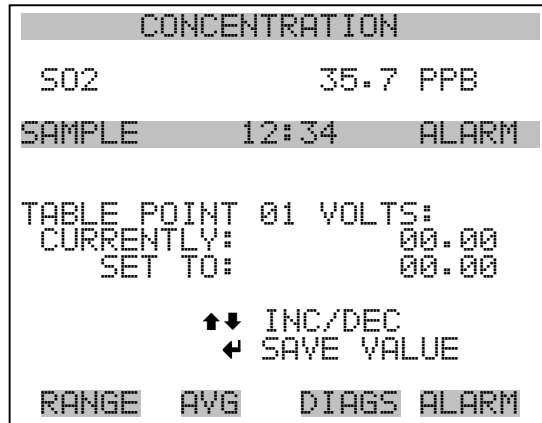 CONCENTRATION
SO2 35.7 PPB
SAMPLE 12:34 ALARM
TABLE POINT 01 VOLTS:
CURRENTLY: 00.00
SET TO: 00.00
🡅🡇 INC/DEC
↵ SAVE VALUE
RANGE AVG DIAGS ALARM